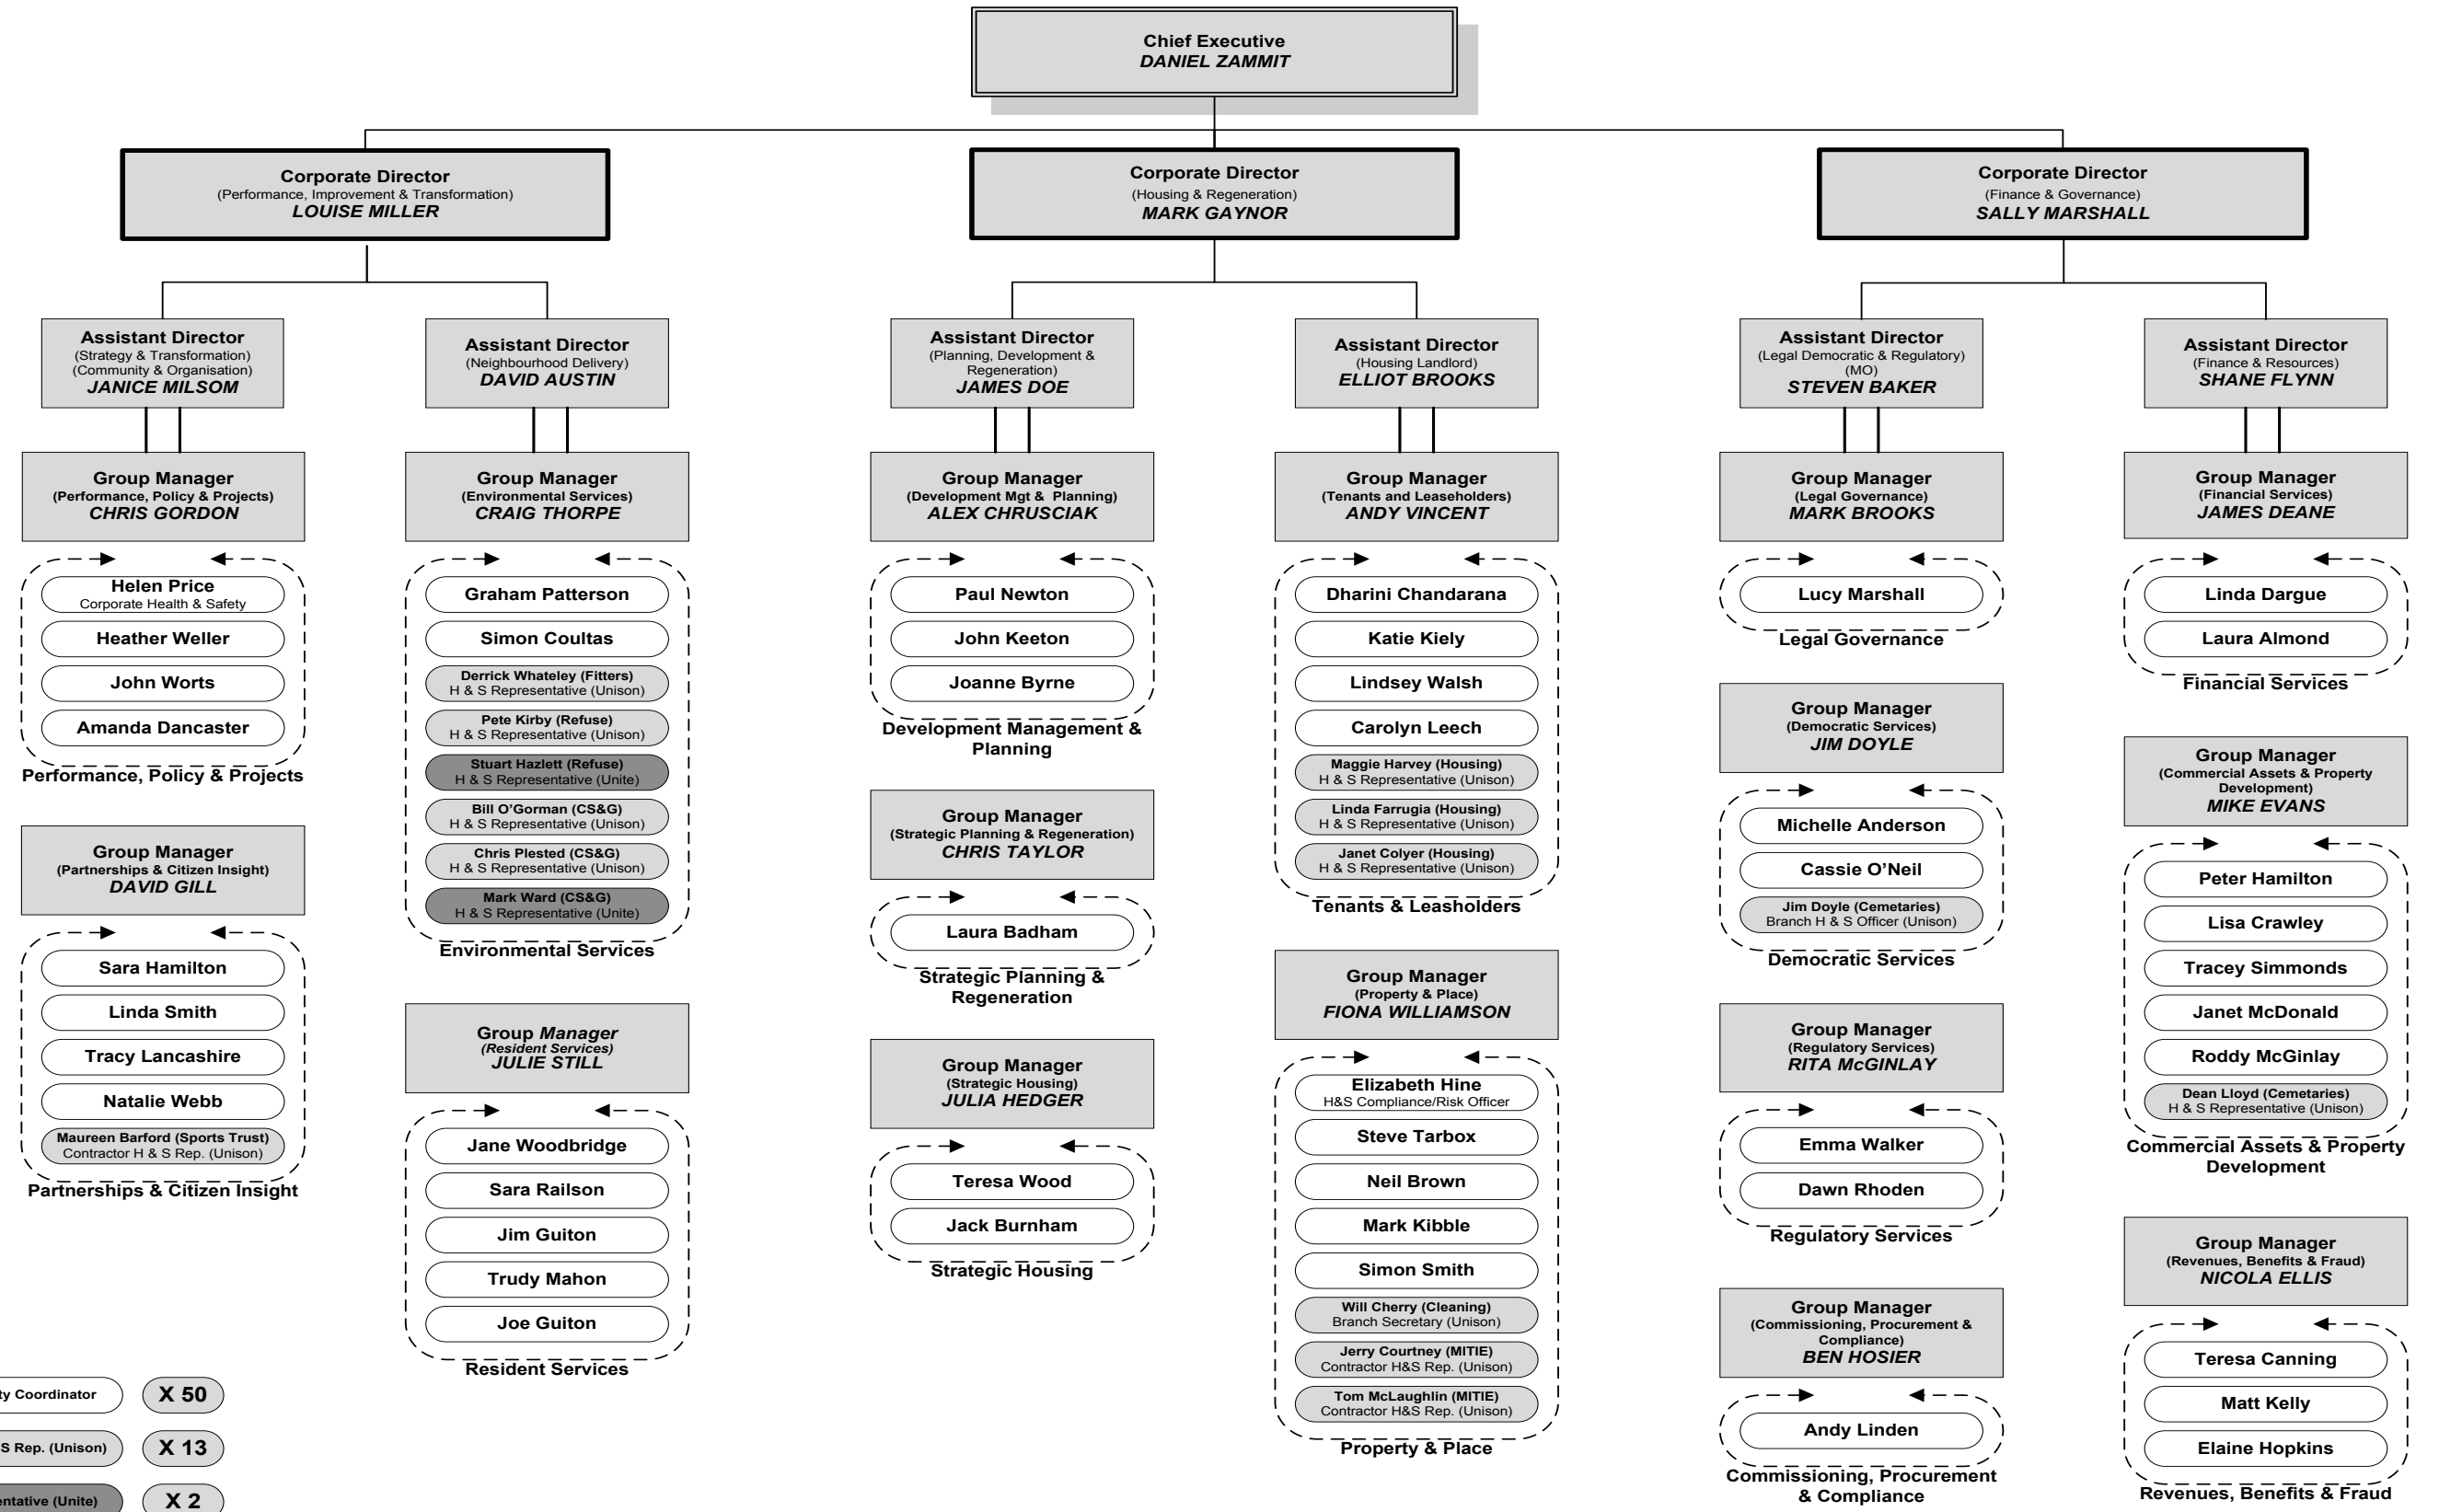 Chief Executive
DANIEL ZAMMIT
Corporate Director
(Performance, Improvement & Transformation)
LOUISE MILLER
Corporate Director
(Housing & Regeneration)
MARK GAYNOR
Corporate Director
(Finance & Governance)
SALLY MARSHALL
Assistant Director
(Strategy & Transformation)
(Community & Organisation)
JANICE MILSOM
Group Manager
(Performance, Policy & Projects)
CHRIS GORDON
Helen Price
Corporate Health & Safety
Heather Weller
John Worts
Amanda Dancaster
Performance, Policy & Projects
Group Manager
(Partnerships & Citizen Insight)
DAVID GILL
Sara Hamilton
Linda Smith
Tracy Lancashire
Natalie Webb
Maureen Barford (Sports Trust)
Contractor H & S Rep. (Unison)
Partnerships & Citizen Insight
Assistant Director
(Neighbourhood Delivery)
DAVID AUSTIN
Group Manager
(Environmental Services)
CRAIG THORPE
Graham Patterson
Simon Coultas
Derrick Whateley (Fitters)
H & S Representative (Unison)
Pete Kirby (Refuse)
H & S Representative (Unison)
Stuart Hazlett (Refuse)
H & S Representative (Unite)
Bill O'Gorman (CS&G)
H & S Representative (Unison)
Chris Plested (CS&G)
H & S Representative (Unison)
Mark Ward (CS&G)
H & S Representative (Unite)
Environmental Services
Group Manager
(Resident Services)
JULIE STILL
Jane Woodbridge
Sara Railson
Jim Guiton
Trudy Mahon
Joe Guiton
Resident Services
Assistant Director
(Planning, Development &
Regeneration)
JAMES DOE
Group Manager
(Development Mgt & Planning)
ALEX CHRUSCIAK
Paul Newton
John Keeton
Joanne Byrne
Development Management &
Planning
Group Manager
(Strategic Planning & Regeneration)
CHRIS TAYLOR
Laura Badham
Strategic Planning &
Regeneration
Group Manager
(Strategic Housing)
JULIA HEDGER
Teresa Wood
Jack Burnham
Strategic Housing
Assistant Director
(Housing Landlord)
ELLIOT BROOKS
Group Manager
(Tenants and Leaseholders)
ANDY VINCENT
Dharini Chandarana
Katie Kiely
Lindsey Walsh
Carolyn Leech
Maggie Harvey (Housing)
H & S Representative (Unison)
Linda Farrugia (Housing)
H & S Representative (Unison)
Janet Colyer (Housing)
H & S Representative (Unison)
Tenants & Leasholders
Group Manager
(Property & Place)
FIONA WILLIAMSON
Elizabeth Hine
H&S Compliance/Risk Officer
Steve Tarbox
Neil Brown
Mark Kibble
Simon Smith
Will Cherry (Cleaning)
Branch Secretary (Unison)
Jerry Courtney (MITIE)
Contractor H&S Rep. (Unison)
Tom McLaughlin (MITIE)
Contractor H&S Rep. (Unison)
Property & Place
Assistant Director
(Legal Democratic & Regulatory)
(MO)
STEVEN BAKER
Group Manager
(Legal Governance)
MARK BROOKS
Lucy Marshall
Legal Governance
Group Manager
(Democratic Services)
JIM DOYLE
Michelle Anderson
Cassie O'Neil
Jim Doyle (Cemetaries)
Branch H & S Officer (Unison)
Democratic Services
Group Manager
(Regulatory Services)
RITA McGINLAY
Emma Walker
Dawn Rhoden
Regulatory Services
Group Manager
(Commissioning, Procurement &
Compliance)
BEN HOSIER
Andy Linden
Commissioning, Procurement
& Compliance
Assistant Director
(Finance & Resources)
SHANE FLYNN
Group Manager
(Financial Services)
JAMES DEANE
Linda Dargue
Laura Almond
Financial Services
Group Manager
(Commercial Assets & Property
Development)
MIKE EVANS
Peter Hamilton
Lisa Crawley
Tracey Simmonds
Janet McDonald
Roddy McGinlay
Dean Lloyd (Cemetaries)
H & S Representative (Unison)
Commercial Assets & Property
Development
Group Manager
(Revenues, Benefits & Fraud)
NICOLA ELLIS
Teresa Canning
Matt Kelly
Elaine Hopkins
Revenues, Benefits & Fraud
ty Coordinator X 50
S Rep. (Unison) X 13
entative (Unite) X 2